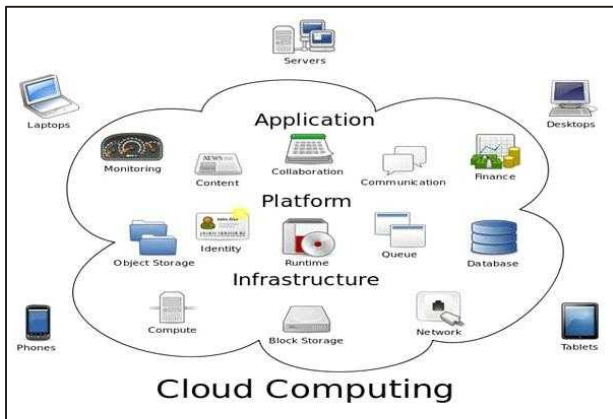 Servers
Laptops
Desktops
Application
Monitoring
Content
Collaboration
Communication
Finance
Platform
Object Storage
Identity
Runtime
Queue
Database
Infrastructure
Compute
Block Storage
Network
Phones
Tablets
Cloud Computing